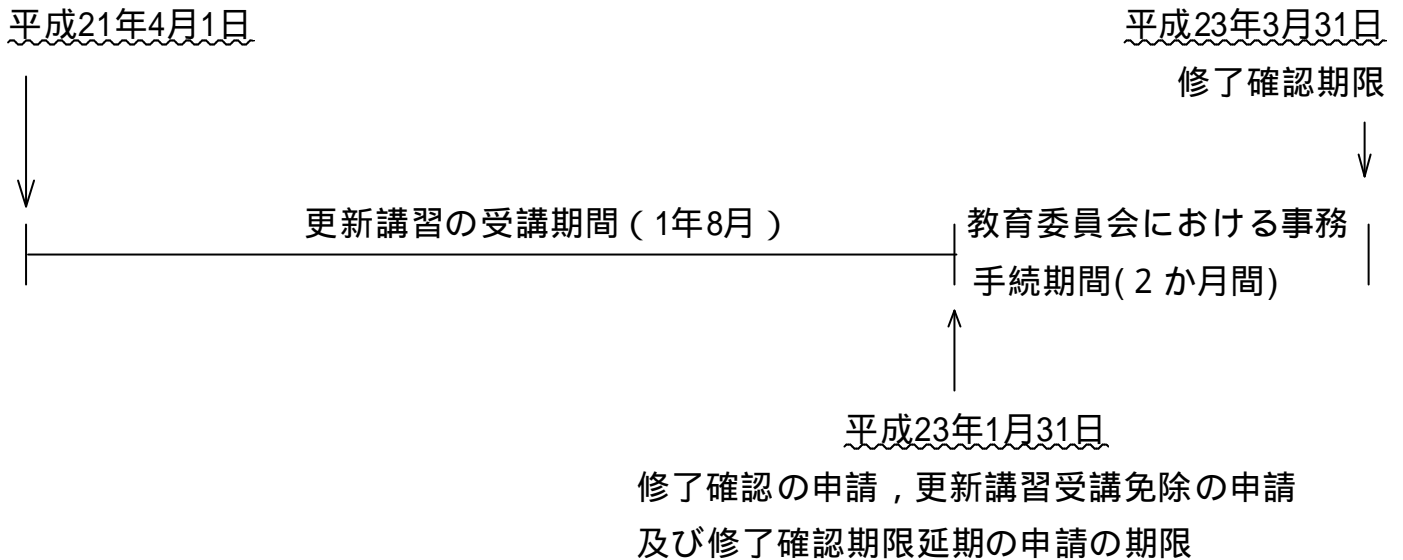 平成21年4月1日
平成23年3月31日
修了確認期限
更新講習の受講期間(1年8月)
教育委員会における事務
手続期間(2か月間)
平成23年1月31日
修了確認の申請,更新講習受講免除の申請
及び修了確認期限延期の申請の期限